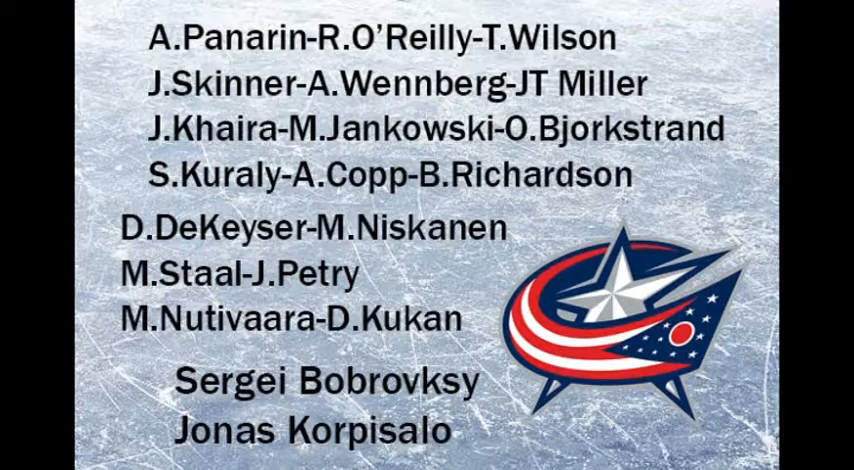 A.Panarin-R.O’Reilly-T.Wilson
J.Skinner-A.Wennberg-JT Miller
J.Khaira-M.Jankowski-O.Bjorkstrand
S.Kuraly-A.Copp-B.Richardson
D.DeKeyser-M.Niskanen
M.Staal-J.Petry
M.Nutivaara-D.Kukan
Sergei Bobrovksy
Jonas Korpisalo